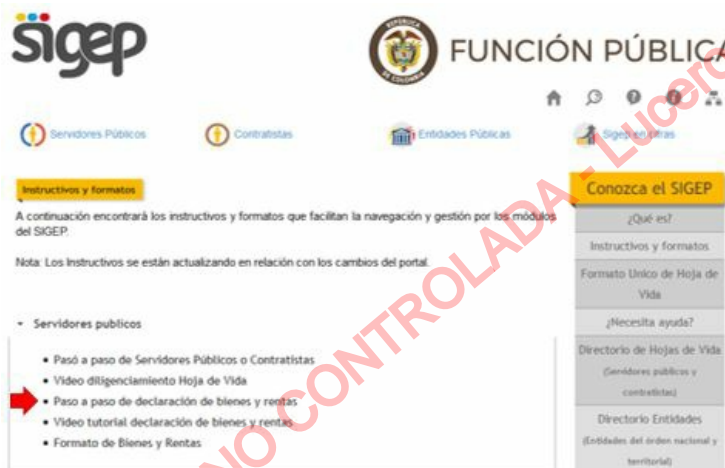 sigep
FUNCIÓN PÚBLICA
REPÚBLICA
DE COLOMBIA
Servidores Públicos
Contratistas
Entidades Públicas
Sigep en cifras
Instructivos y formatos
A continuación encontrará los instructivos y formatos que facilitan la navegación y gestión por los módulos
del SIGEP.
Nota: Los Instructivos se están actualizando en relación con los cambios del portal.
Servidores publicos
Pasó a paso de Servidores Públicos o Contratistas
Video diligenciamiento Hoja de Vida
Paso a paso de declaración de bienes y rentas
Video tutorial declaración de bienes y rentas
Formato de Bienes y Rentas
Conozca el SIGEP
¿Qué es?
Instructivos y formatos
Formato Unico de Hoja de
Vida
¿Necesita ayuda?
Directorio de Hojas de Vida
(Servidores públicos y
contratistas)
Directorio Entidades
(Entidades del órden nacional y
territorial)
NO CONTROLADA - Lucero